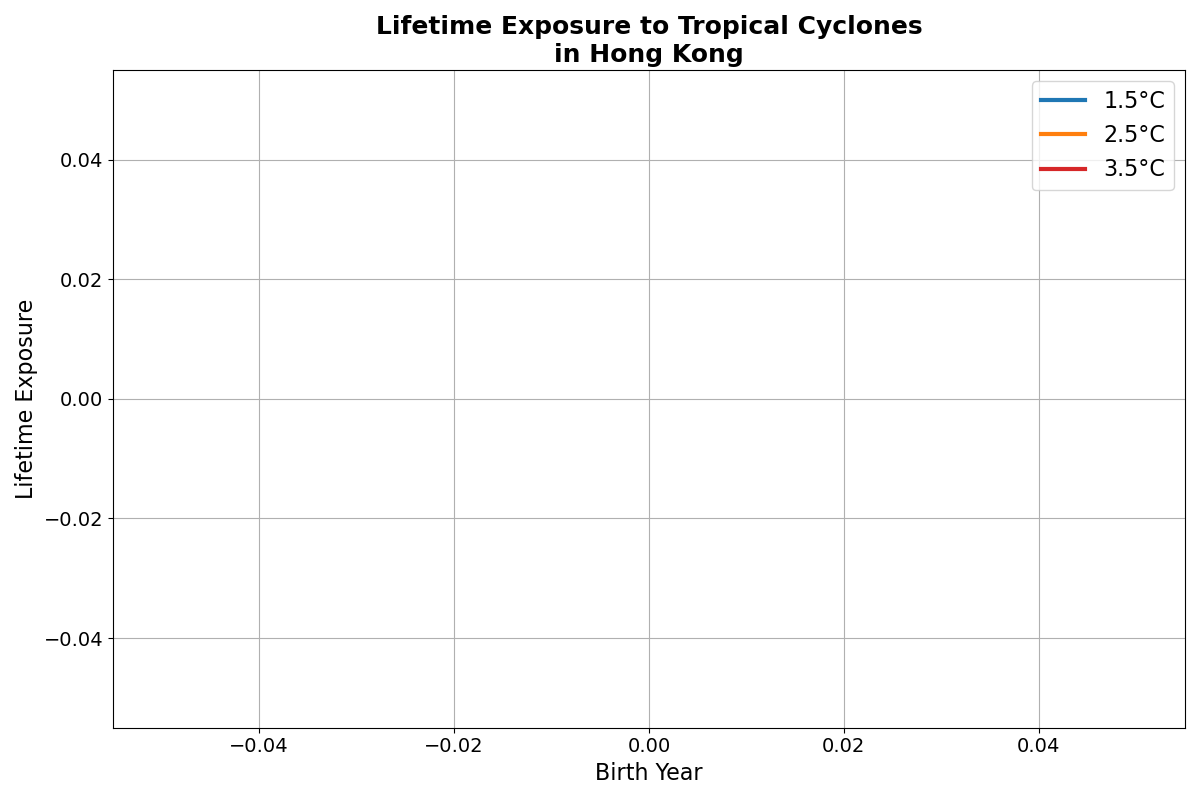 Lifetime Exposure to Tropical Cyclones
in Hong Kong
1.5°C
2.5°C
3.5°C
Lifetime Exposure
0.04
0.02
0.00
−0.02
−0.04
−0.04 −0.02 0.00 0.02 0.04
Birth Year